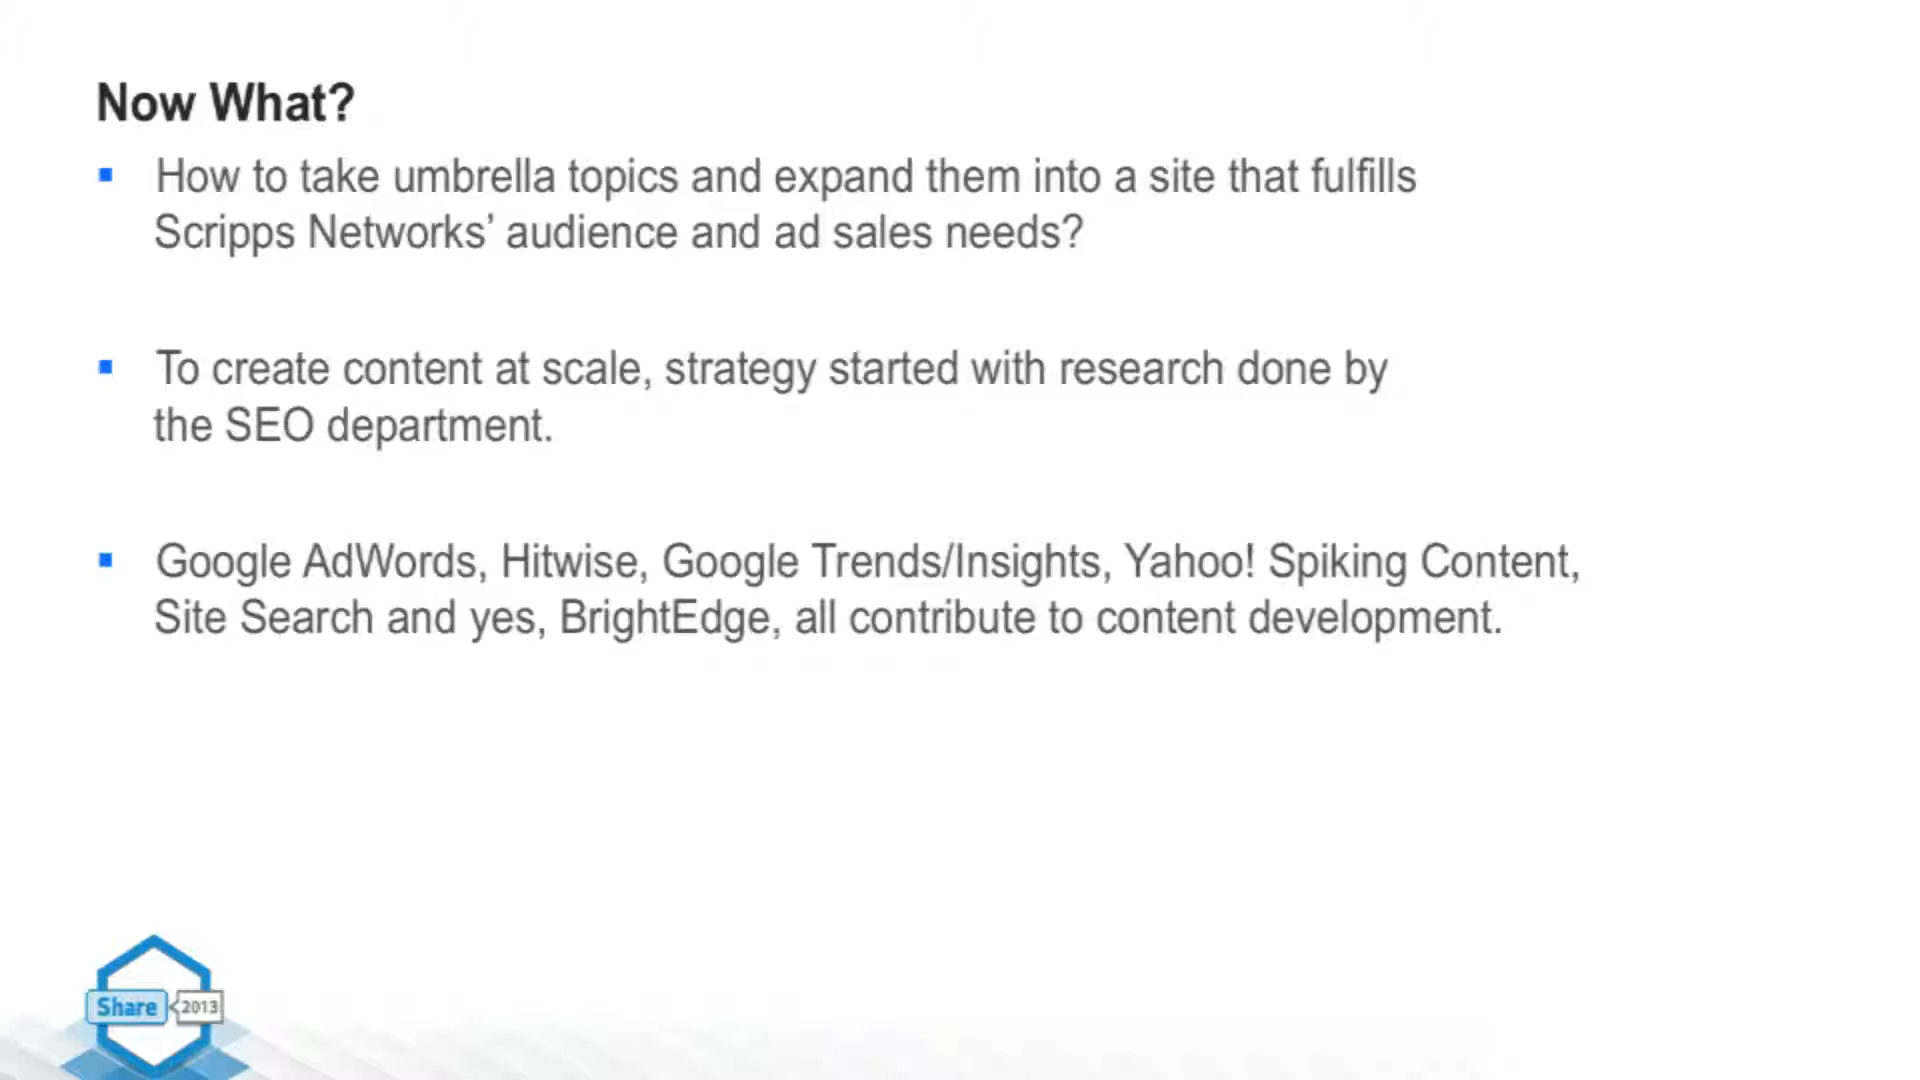 Now What?
▪ How to take umbrella topics and expand them into a site that fulfills
Scripps Networks’ audience and ad sales needs?
▪ To create content at scale, strategy started with research done by
the SEO department.
▪ Google AdWords, Hitwise, Google Trends/Insights, Yahoo! Spiking Content,
Site Search and yes, BrightEdge, all contribute to content development.
Share 2013